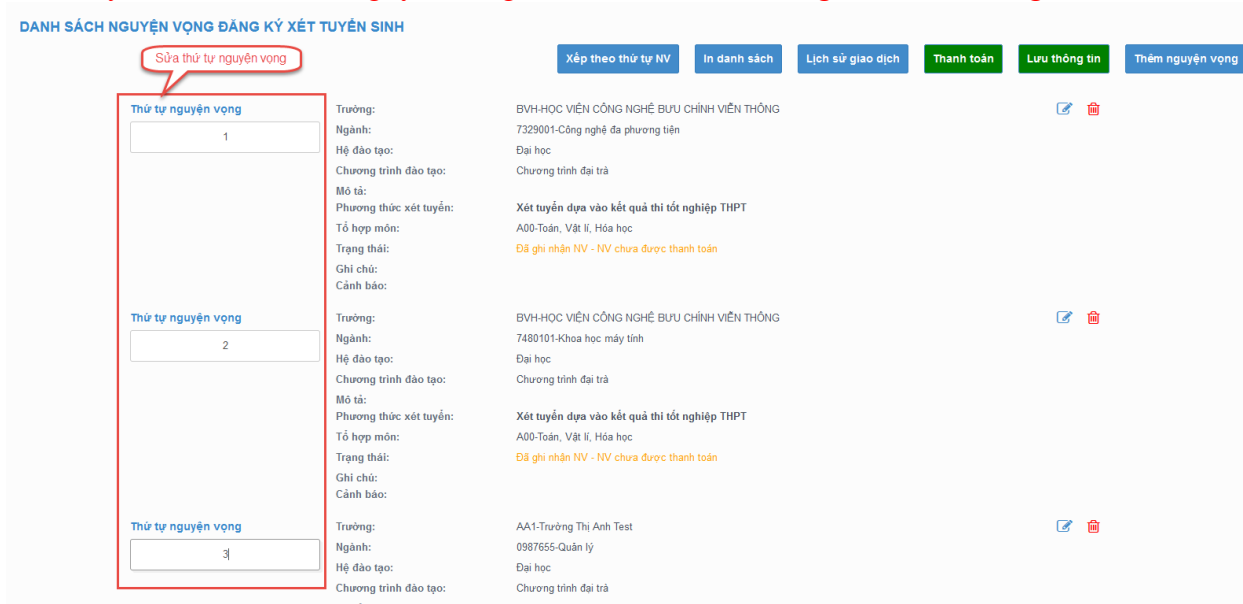 DANH SÁCH NGUYỆN VỌNG ĐĂNG KÝ XÉT TUYỂN SINH
Sửa thứ tự nguyện vọng
Xếp theo thứ tự NV In danh sách Lịch sử giao dịch Thanh toán Lưu thông tin Thêm nguyện vọng
Thứ tự nguyện vọng Trường: BVH-HỌC VIỆN CÔNG NGHỆ BƯU CHÍNH VIỄN THÔNG
1 Ngành: 7329001-Công nghệ đa phương tiện
Hệ đào tạo: Đại học
Chương trình đào tạo: Chương trình đại trà
Mô tả:
Phương thức xét tuyển: Xét tuyển dựa vào kết quả thi tốt nghiệp THPT
Tổ hợp môn: A00-Toán, Vật lí, Hóa học
Trạng thái: Đã ghi nhận NV - NV chưa được thanh toán
Ghi chú:
Cảnh báo:
Thứ tự nguyện vọng Trường: BVH-HỌC VIỆN CÔNG NGHỆ BƯU CHÍNH VIỄN THÔNG
2 Ngành: 7480101-Khoa học máy tính
Hệ đào tạo: Đại học
Chương trình đào tạo: Chương trình đại trà
Mô tả:
Phương thức xét tuyển: Xét tuyển dựa vào kết quả thi tốt nghiệp THPT
Tổ hợp môn: A00-Toán, Vật lí, Hóa học
Trạng thái: Đã ghi nhận NV - NV chưa được thanh toán
Ghi chú:
Cảnh báo:
Thứ tự nguyện vọng Trường: AA1-Trường Thị Anh Test
3 Ngành: 0987655-Quản lý
Hệ đào tạo: Đại học
Chương trình đào tạo: Chương trình đại trà